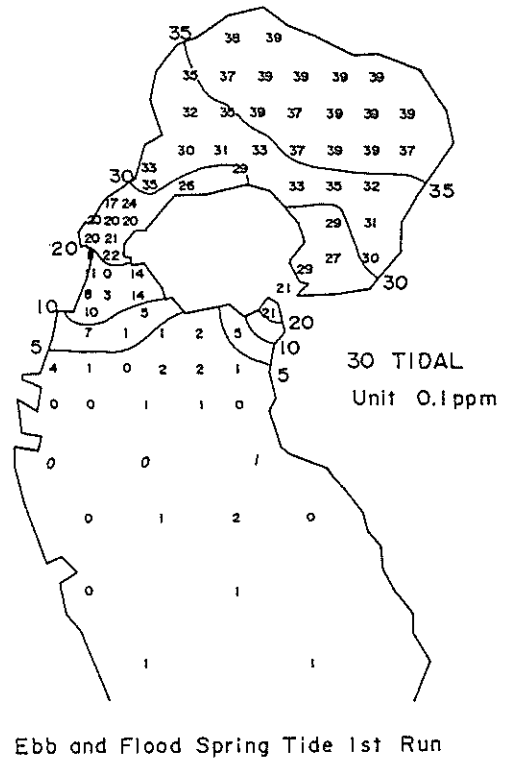 35 38 39
35 37 39 39 39 39
32 35 39 37 39 39 39
30 31 33 37 39 39 37
33 29
30 35 26 33 35 32 35
17 24
20 20 20 29 31
20 21
20 22 27 30
29
11 0 14 21 30
8 3 14
10 10 5 21 20
5 7 1 1 2 5 10
4 1 0 2 2 1 5
30 TIDAL
Unit 0.1ppm
0 0 1 1 0
0 0 1
0 1 2 0
0 1
1 1
Ebb and Flood Spring Tide 1st Run